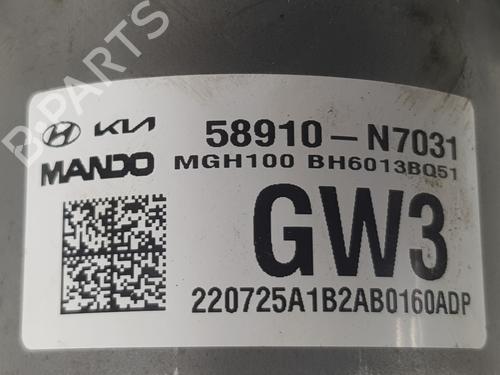 B-PARTS
KIA 58910-N7031
MANDO MGH100 BH6013BQ51
GW3
220725A1B2AB0160ADP